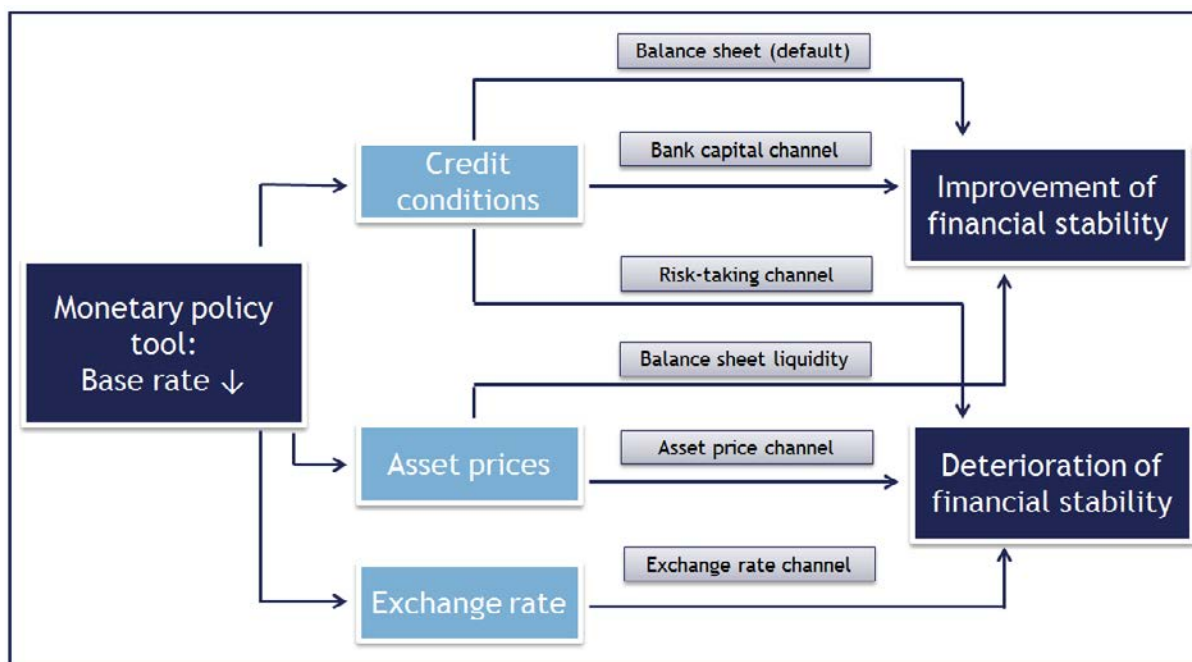 Balance sheet (default)
Bank capital channel
Credit
conditions
Improvement of
financial stability
Risk-taking channel
Monetary policy
tool:
Base rate ↓
Balance sheet liquidity
Asset prices
Asset price channel
Deterioration of
financial stability
Exchange rate channel
Exchange rate